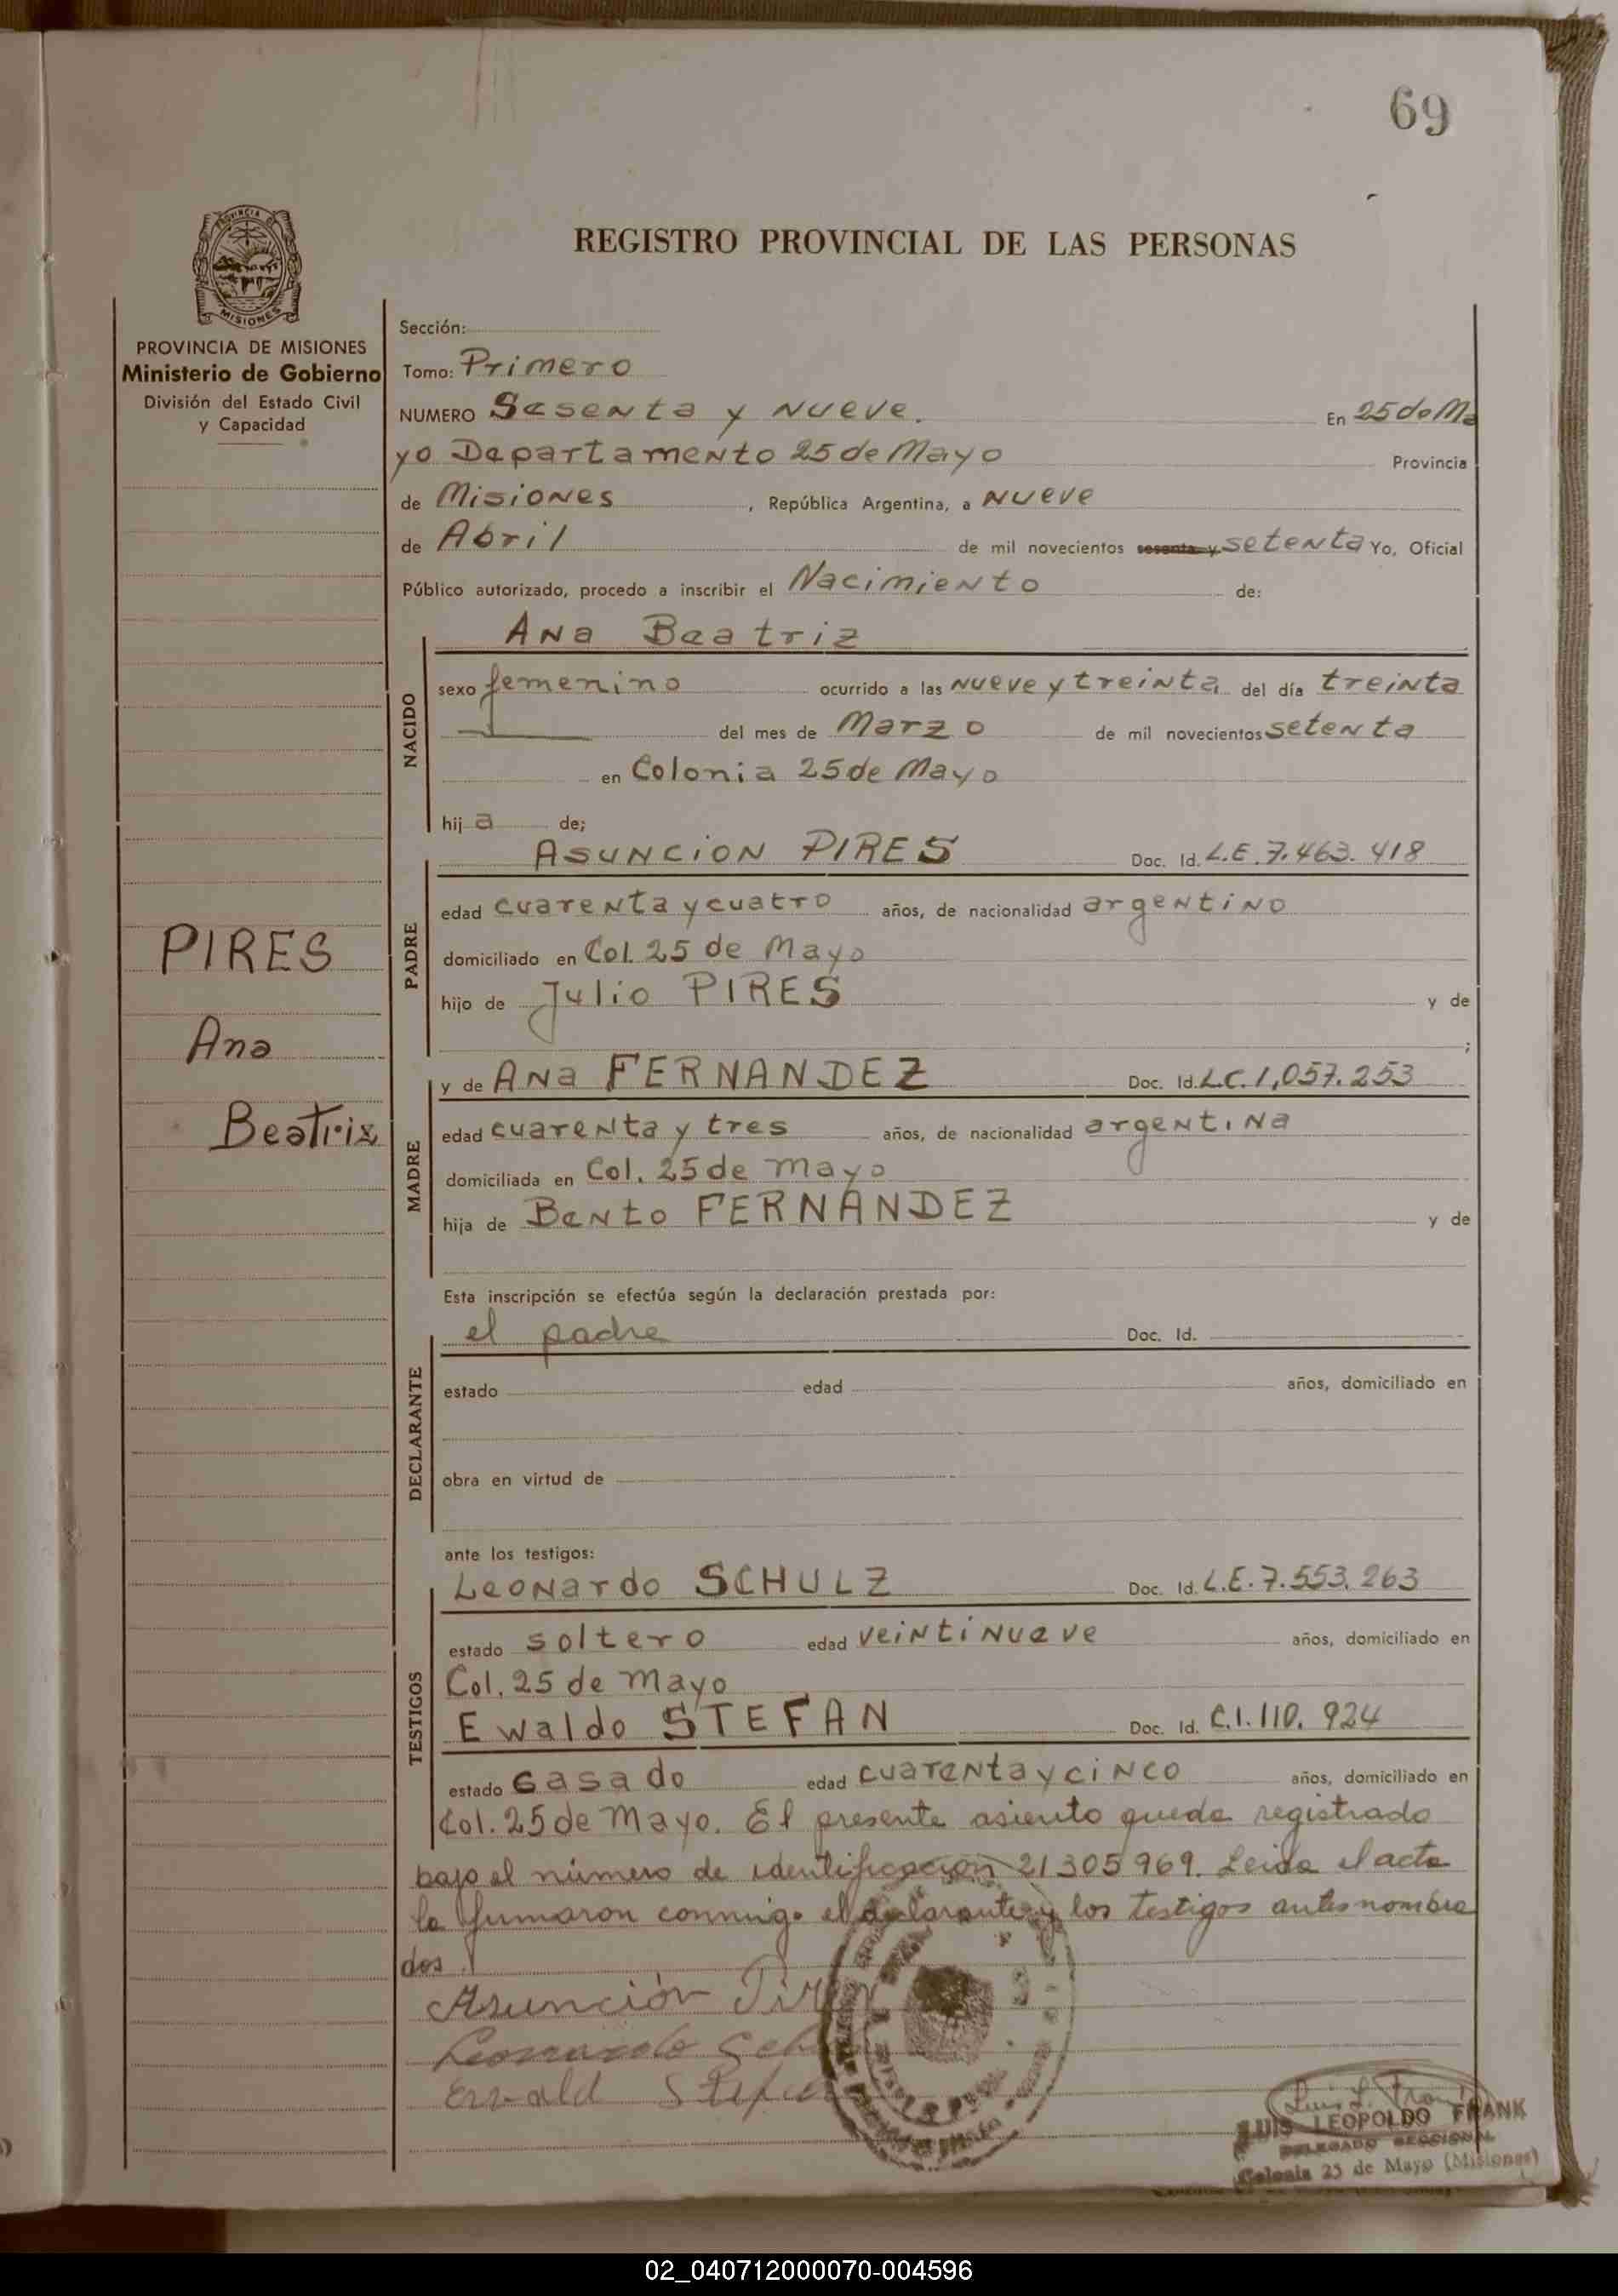 69
PROVINCIA DE
MISIONES
REGISTRO PROVINCIAL DE LAS PERSONAS
PROVINCIA DE MISIONES
Ministerio de Gobierno
División del Estado Civil
y Capacidad
PIRES
Ana
Beatriz
Sección:
Tomo: Primero
NUMERO Sesenta y Nueve. En 25 de Ma
yo Departamento 25 de Mayo Provincia
de Misiones, República Argentina, a Nueve
de Abril de mil novecientos sesenta y setenta Yo, Oficial
Público autorizado, procedo a inscribir el Nacimiento de:
Ana Beatriz
NACIDO
sexo femenino ocurrido a las nueve y treinta del día treinta
del mes de Marzo de mil novecientos setenta
en Colonia 25 de Mayo
hij a de;
PADRE
ASUNCION PIRES Doc. Id. L.E. 7.463.418
edad cuarenta y cuatro años, de nacionalidad argentino
domiciliado en Col. 25 de Mayo
hijo de Julio PIRES y de
;
MADRE
y de Ana FERNANDEZ Doc. Id. L.C. 1,057.253
edad cuarenta y tres años, de nacionalidad argentina
domiciliada en Col. 25 de mayo
hija de Bento FERNANDEZ y de
Esta inscripción se efectúa según la declaración prestada por:
DECLARANTE
el padre Doc. Id.
estado edad años, domiciliado en
obra en virtud de
ante los testigos:
TESTIGOS
Leonardo SCHULZ Doc. Id. L.E. 7.553.263
estado soltero edad veintinueve años, domiciliado en
Col. 25 de mayo
Ewaldo STEFAN Doc. Id. C.I. 110.924
estado casado edad cuarenta y cinco años, domiciliado en
Col. 25 de Mayo. El presente asiento queda registrado
bajo el número de identificación 21305969. Leida el acta
la firmaron conmigo el declarante y los testigos antes nombra
dos.
Asunción Pires
Leonardo
Ervald
Luis L. Frank
LUIS LEOPOLDO FRANK
DELEGADO SECCIONAL
Colonia 25 de Mayo (Misiones)
02_040712000070-004596